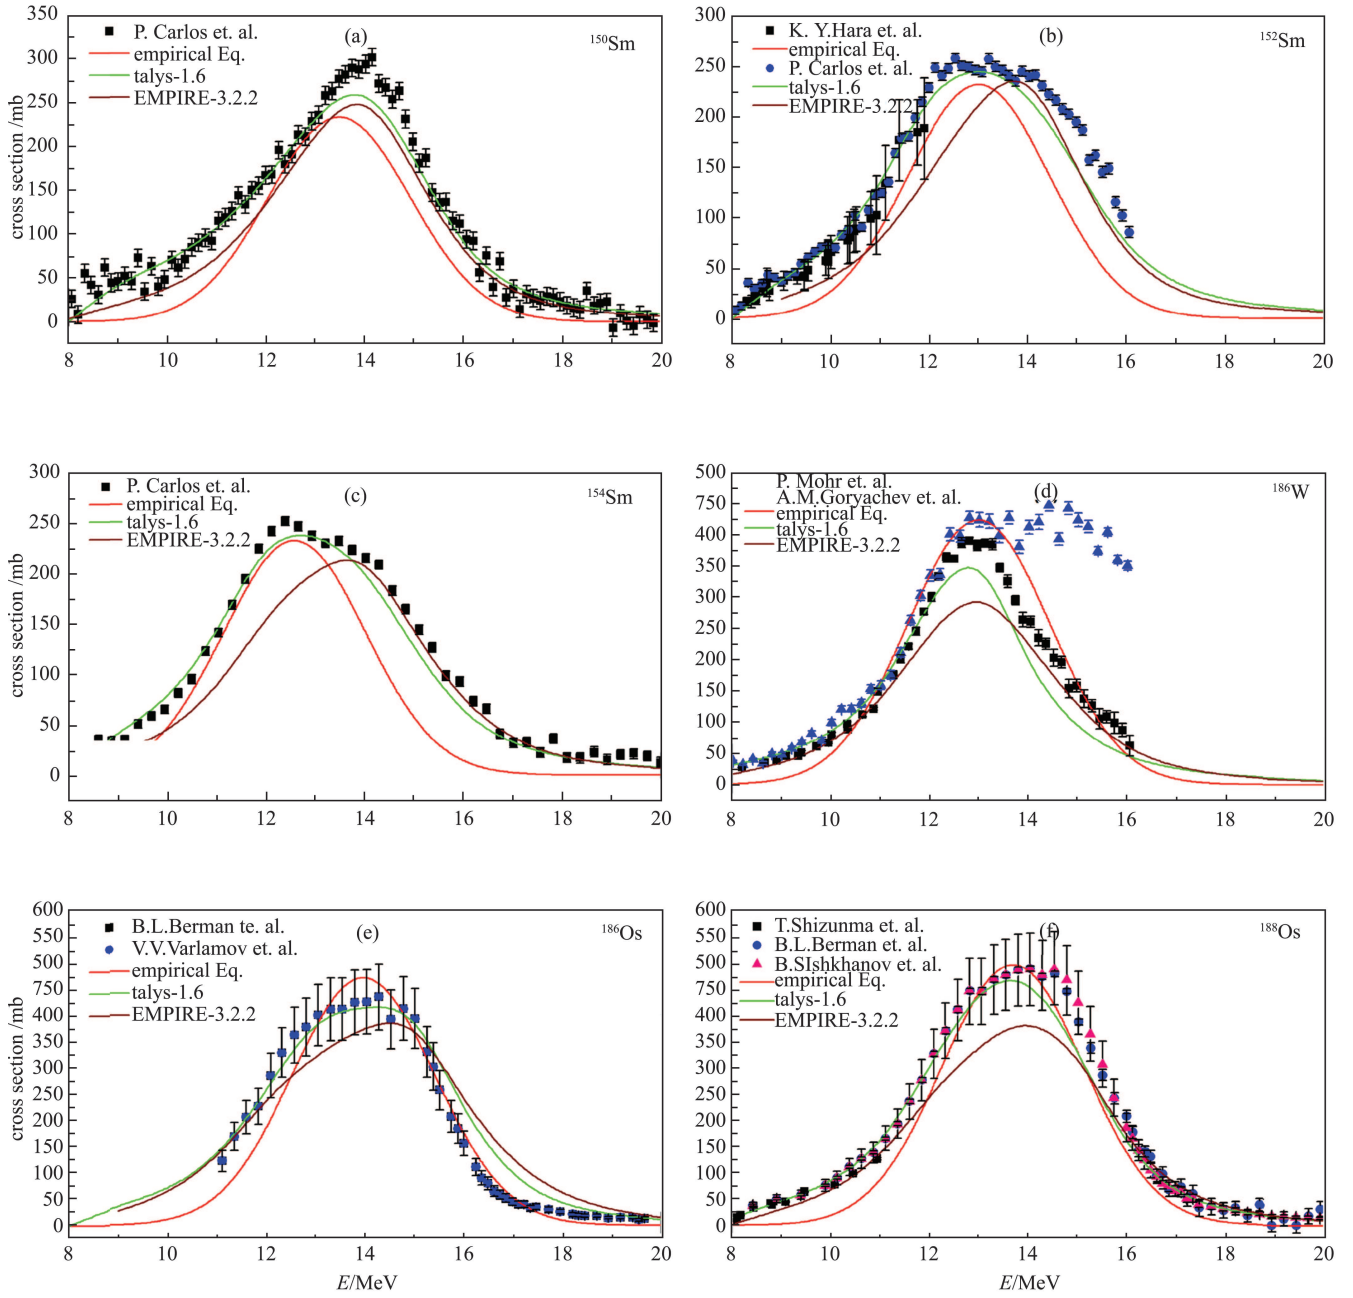 350
300
250
200
150
100
50
0
cross section /mb
P. Carlos et. al.
empirical Eq.
talys-1.6
EMPIRE-3.2.2
(a)
¹⁵⁰Sm
8 10 12 14 16 18 20
300
250
200
150
100
50
0
K. Y.Hara et. al.
empirical Eq.
P. Carlos et. al.
EMPIRE-3.2.2
talys-1.6
(b)
¹⁵²Sm
8 10 12 14 16 18 20
300
250
200
150
100
50
0
cross section /mb
P. Carlos et. al.
empirical Eq.
talys-1.6
EMPIRE-3.2.2
(c)
¹⁵⁴Sm
8 10 12 14 16 18 20
500
450
400
350
300
250
200
150
100
50
0
P. Mohr et. al.
A.M.Goryachev et. al.
empirical Eq.
talys-1.6
EMPIRE-3.2.2
(d)
¹⁸⁶W
8 10 12 14 16 18 20
600
550
500
750
400
350
300
250
200
150
100
50
0
cross section /mb
B.L.Berman te. al.
V.V.Varlamov et. al.
empirical Eq.
talys-1.6
EMPIRE-3.2.2
(e)
¹⁸⁶Os
8 10 12 14 16 18 20
E/MeV
600
550
500
750
400
350
300
250
200
150
100
50
0
T.Shizunma et. al.
B.L.Berman et. al.
B.SIshkhanov et. al.
empirical Eq.
talys-1.6
EMPIRE-3.2.2
(f)
¹⁸⁸Os
8 10 12 14 16 18 20
E/MeV